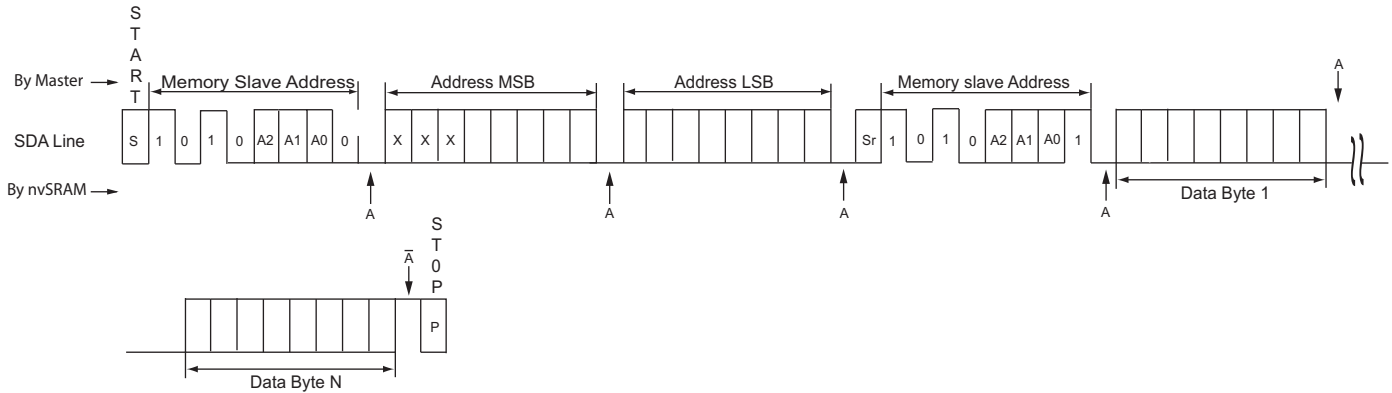 START
By Master
Memory Slave Address
Address MSB
Address LSB
Memory slave Address
A
SDA Line
S 1 0 1 0 A2 A1 A0 0 X X X Sr 1 0 1 0 A2 A1 A0 1
By nvSRAM
A A A A
Data Byte 1
A̅
ST0P
P
Data Byte N